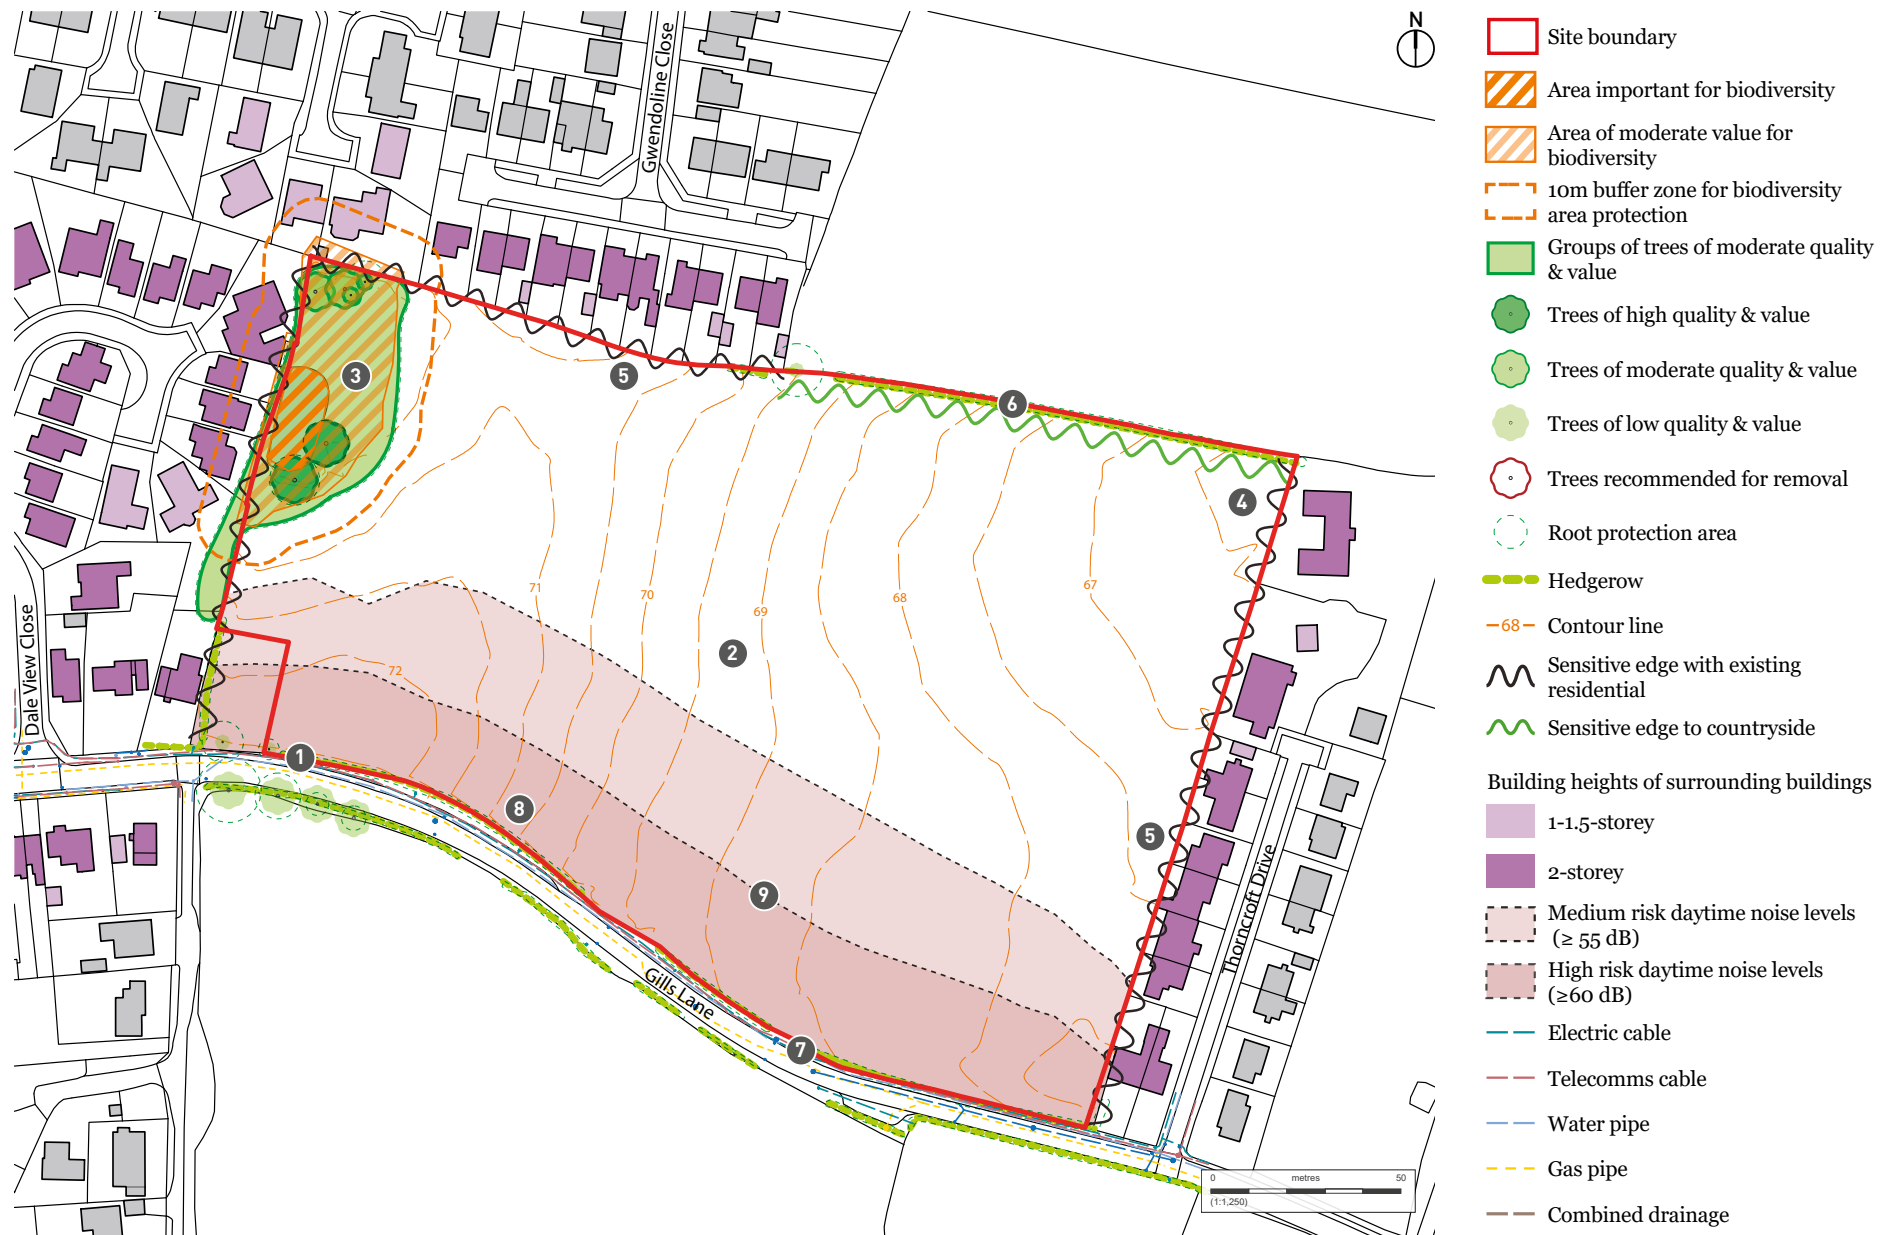 Gwendoline Close
N
3
5
6
4
71
70
69
68
67
2
72
Dale View Close
1
8
5
9
Thorncroft Drive
Gills Lane
7
0 metres 50
(1:1,250)
Site boundary
Area important for biodiversity
Area of moderate value for
biodiversity
10m buffer zone for biodiversity
area protection
Groups of trees of moderate quality
& value
Trees of high quality & value
Trees of moderate quality & value
Trees of low quality & value
Trees recommended for removal
Root protection area
Hedgerow
68 Contour line
Sensitive edge with existing
residential
Sensitive edge to countryside
Building heights of surrounding buildings
1-1.5-storey
2-storey
Medium risk daytime noise levels
(≥ 55 dB)
High risk daytime noise levels
(≥60 dB)
Electric cable
Telecomms cable
Water pipe
Gas pipe
Combined drainage